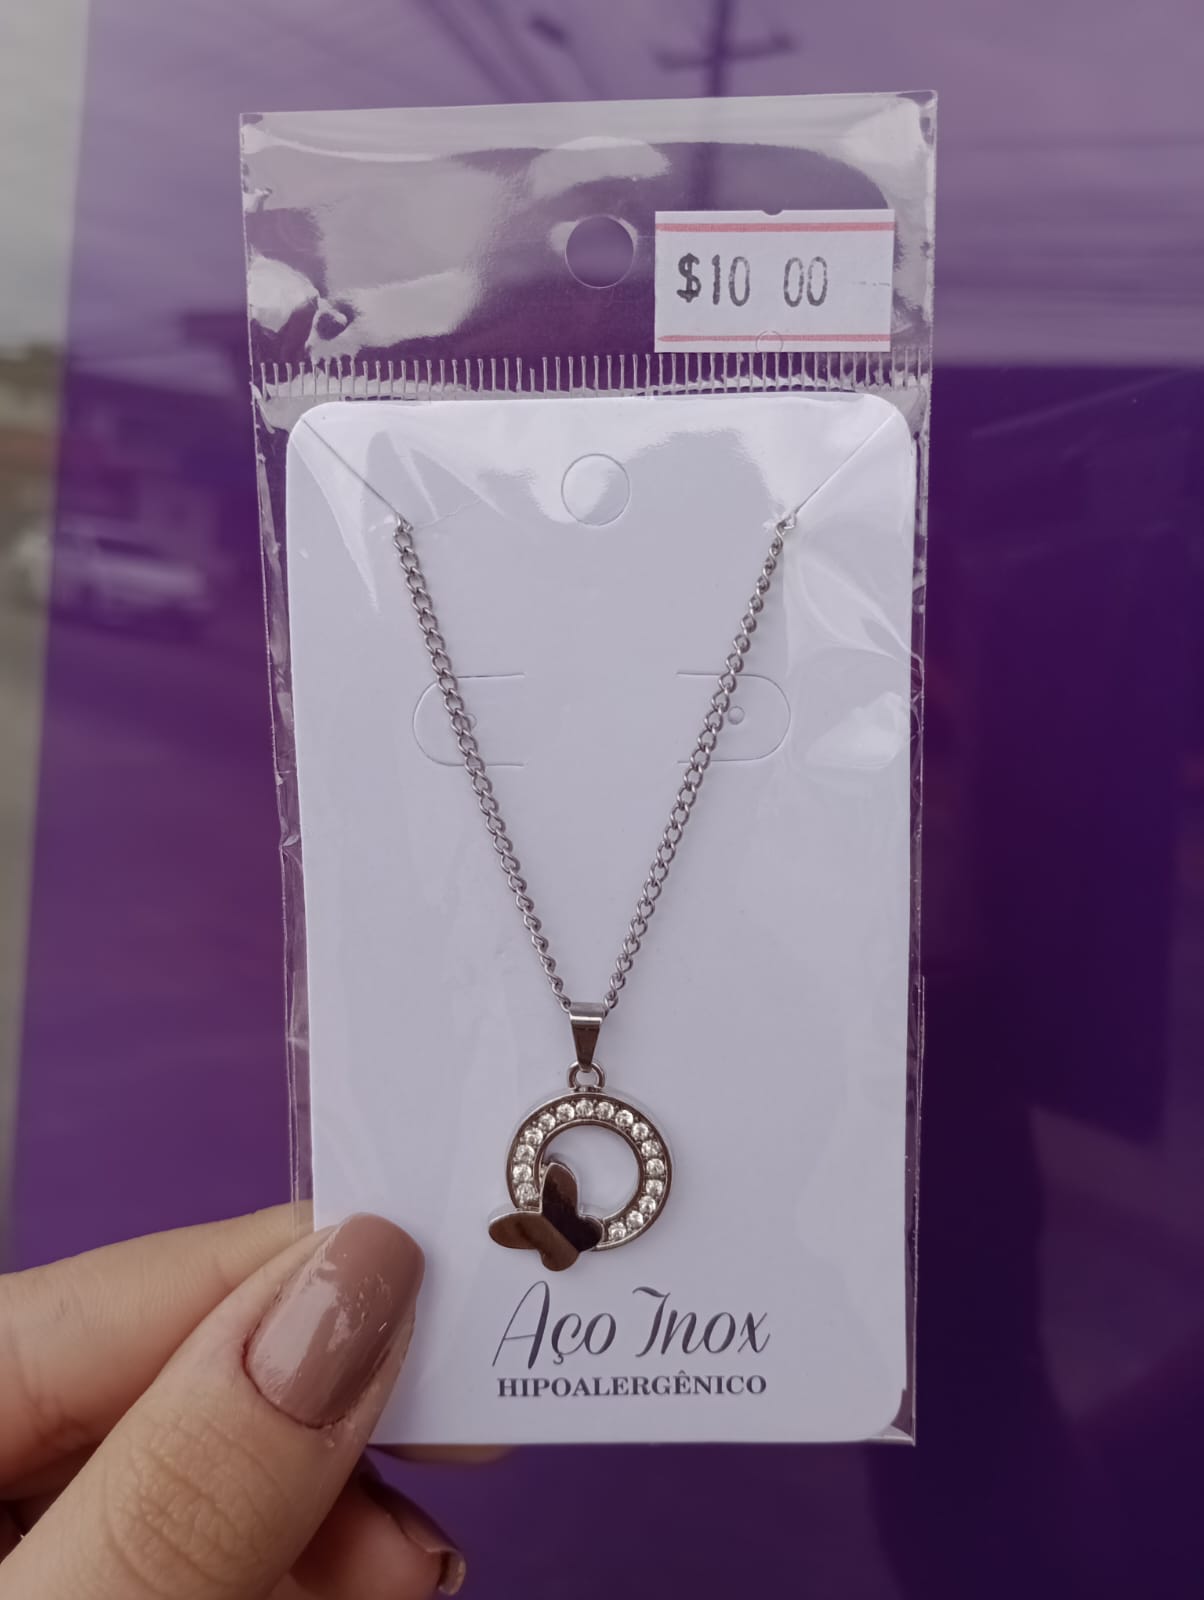 $10 00
Aço Inox
HIPOALERGÊNICO